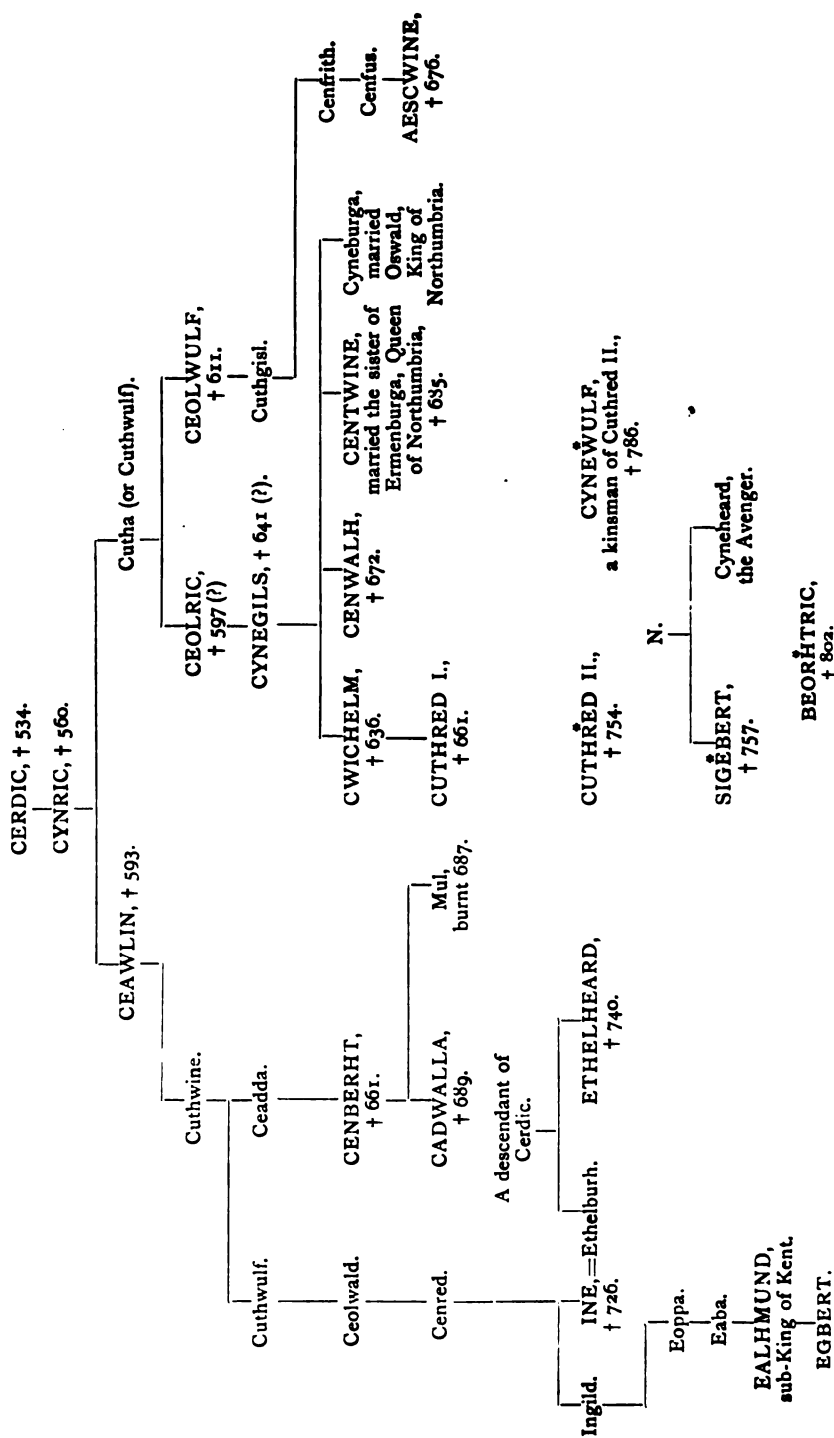 CERDIC, † 534.
CYNRIC, † 560.
CEAWLIN, † 593.
Cutha (or Cuthwulf).
Cuthwine.
CEOLRIC,
† 597 (?)
CEOLWULF,
† 611.
Cuthwulf.
Ceadda.
CYNEGILS, † 641 (?).
Cuthgisl.
Ceolwald.
CENBERHT,
† 661.
CWICHELM,
† 636.
CENWALH,
† 672.
CENTWINE,
married the sister of
Ermenburga, Queen
of Northumbria,
† 685.
Cyneburga,
married
Oswald,
King of
Northumbria.
Cenfrith.
Cenfus.
AESCWINE,
† 676.
Cenred.
CADWALLA,
† 689.
Mul,
burnt 687.
CUTHRED I.,
† 661.
A descendant of
Cerdic.
Ingild.
INE,=Ethelburh.
† 726.
ETHELHEARD,
† 740.
CUTHRED* II.,
† 754.
CYNEWULF,*
a kinsman of Cuthred II.,
† 786.
Eoppa.
Eaba.
EALHMUND,
sub-King of Kent.
EGBERT.
N.
SIGEBERT,*
† 757.
Cyneheard,
the Avenger.
BEORHTRIC,*
† 802.